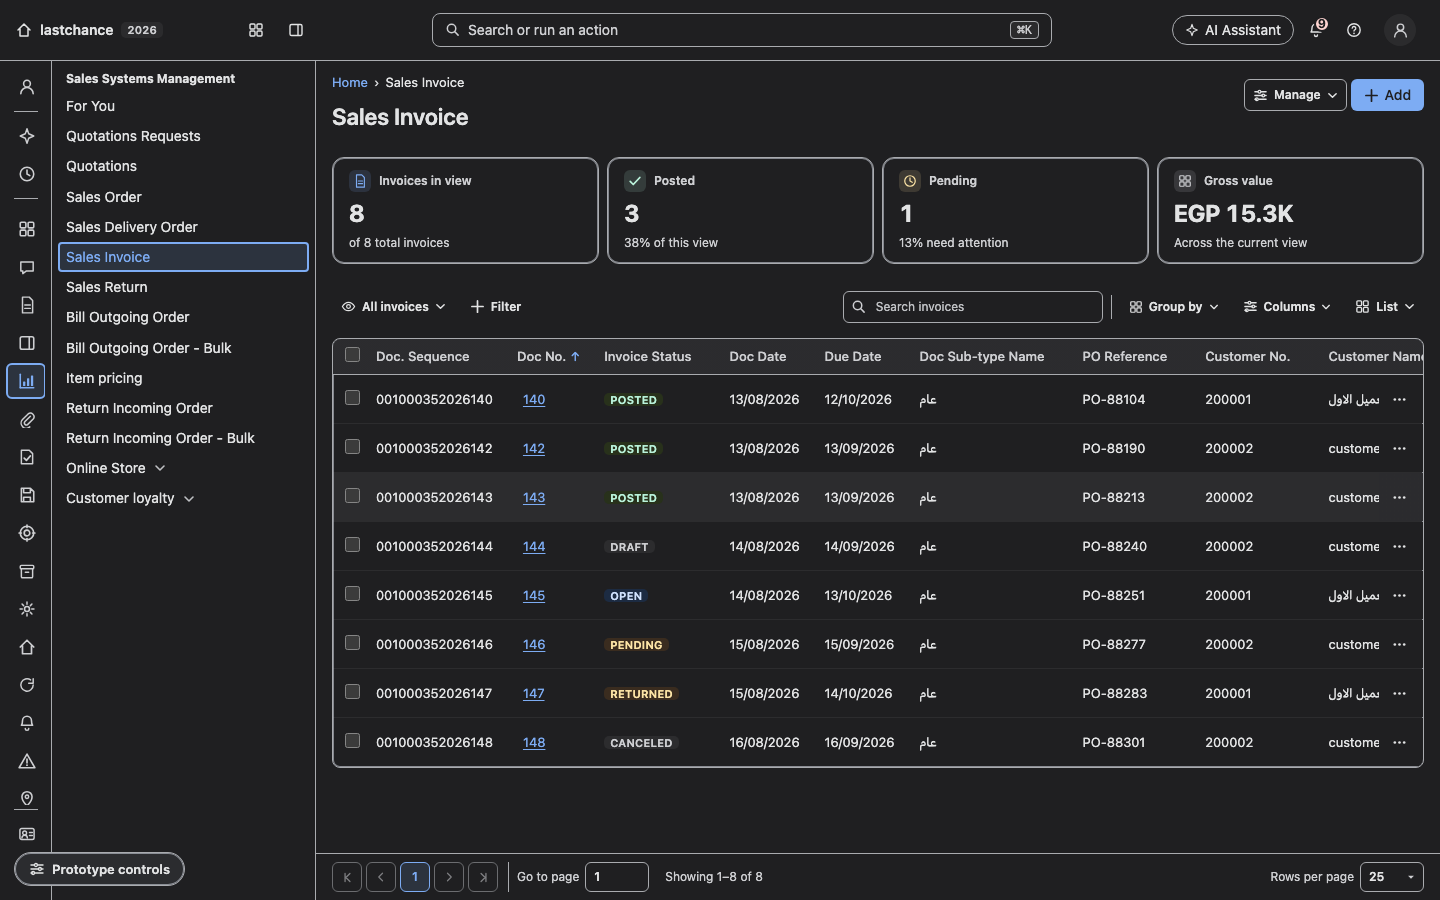 lastchance 2026
Search or run an action ⌘K
AI Assistant
9
Sales Systems Management
For You
Quotations Requests
Quotations
Sales Order
Sales Delivery Order
Sales Invoice
Sales Return
Bill Outgoing Order
Bill Outgoing Order - Bulk
Item pricing
Return Incoming Order
Return Incoming Order - Bulk
Online Store
Customer loyalty
Prototype controls
Home › Sales Invoice
Sales Invoice
Manage
Add
Invoices in view
8
of 8 total invoices
Posted
3
38% of this view
Pending
1
13% need attention
Gross value
EGP 15.3K
Across the current view
All invoices Filter
Search invoices
Group by Columns List
Doc. Sequence Doc No. ↑ Invoice Status Doc Date Due Date Doc Sub-type Name PO Reference Customer No. Customer Name
001000352026140 140 POSTED 13/08/2026 12/10/2026 عام PO-88104 200001 عميل الاول ...
001000352026142 142 POSTED 13/08/2026 13/09/2026 عام PO-88190 200002 custome ...
001000352026143 143 POSTED 13/08/2026 13/09/2026 عام PO-88213 200002 custome ...
001000352026144 144 DRAFT 14/08/2026 14/09/2026 عام PO-88240 200002 custome ...
001000352026145 145 OPEN 14/08/2026 13/10/2026 عام PO-88251 200001 عميل الاول ...
001000352026146 146 PENDING 15/08/2026 15/09/2026 عام PO-88277 200002 custome ...
001000352026147 147 RETURNED 15/08/2026 14/10/2026 عام PO-88283 200001 عميل الاول ...
001000352026148 148 CANCELED 16/08/2026 16/09/2026 عام PO-88301 200002 custome ...
1 Go to page 1 Showing 1–8 of 8
Rows per page 25